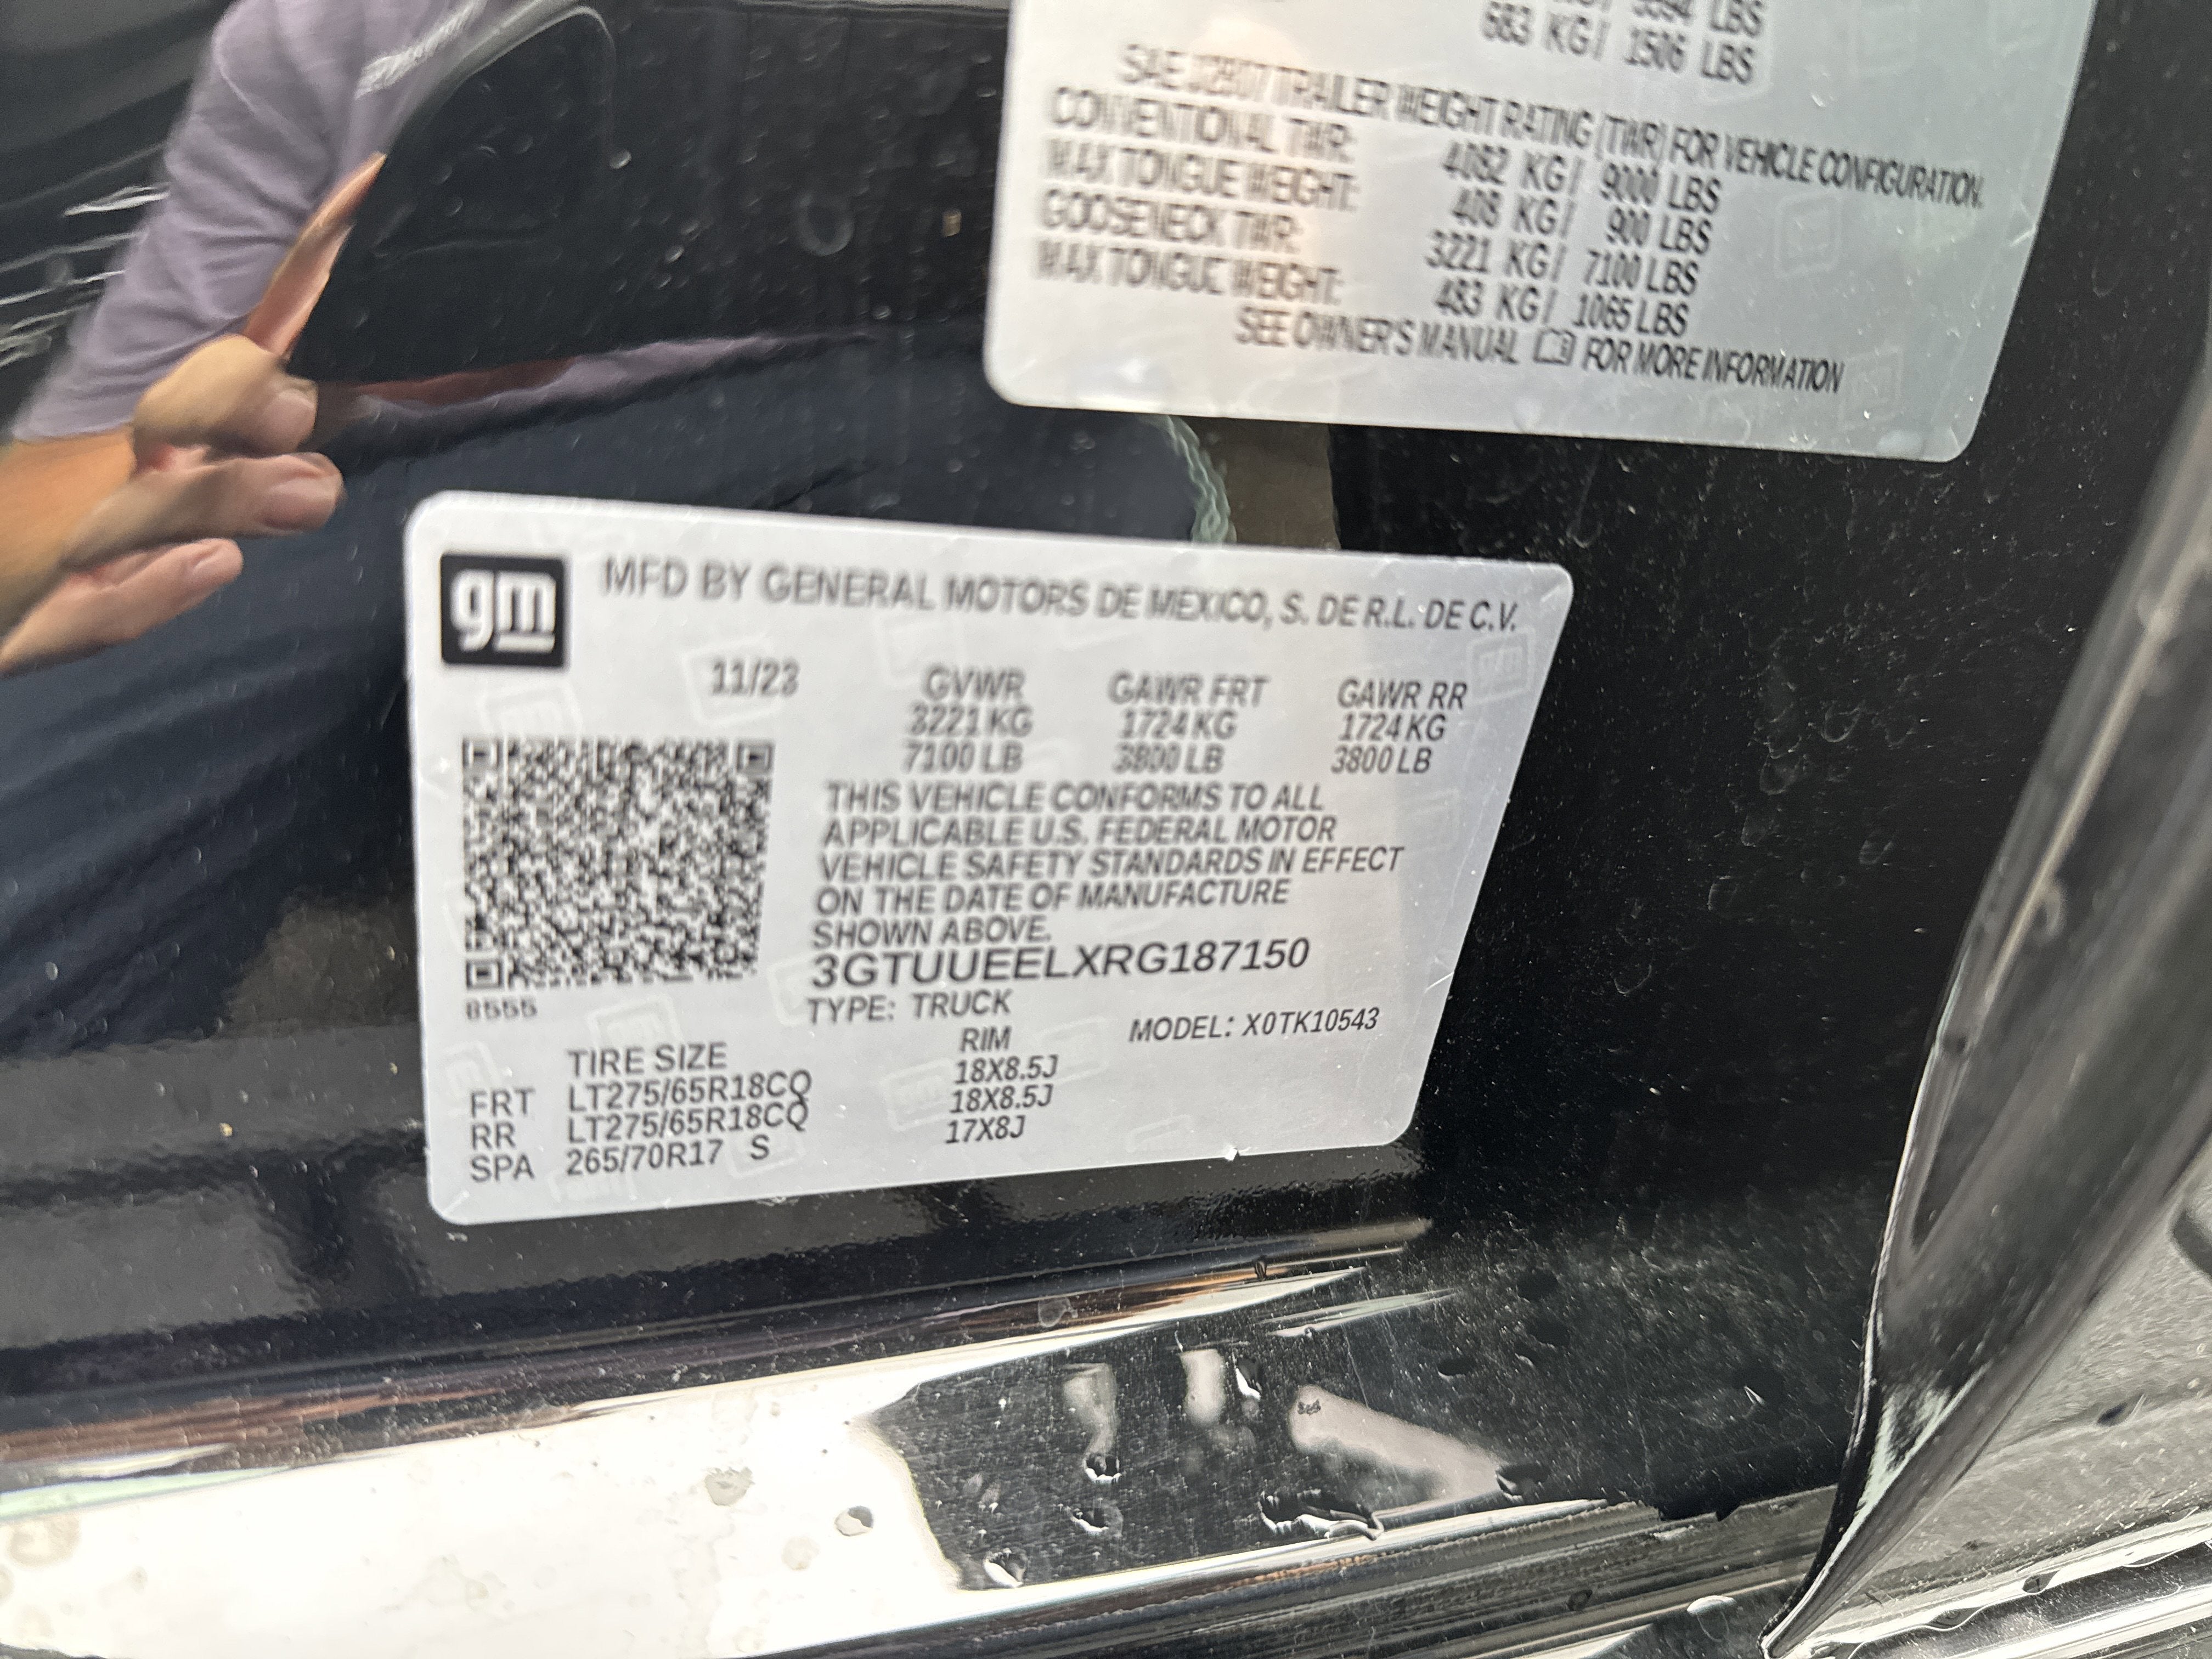 LBS
683 KG/ 1506 LBS
SAE J2807 TRAILER WEIGHT RATING (TWR) FOR VEHICLE CONFIGURATION.
CONVENTIONAL TWR: 4082 KG/ 9000 LBS
MAX TONGUE WEIGHT: 408 KG/ 900 LBS
GOOSENECK TWR: 3221 KG/ 7100 LBS
MAX TONGUE WEIGHT: 483 KG/ 1065 LBS
SEE OWNER'S MANUAL FOR MORE INFORMATION
gm
MFD BY GENERAL MOTORS DE MEXICO, S. DE R.L. DE C.V.
11/23 GVWR GAWR FRT GAWR RR
3221 KG 1724 KG 1724 KG
7100 LB 3800 LB 3800 LB
THIS VEHICLE CONFORMS TO ALL
APPLICABLE U.S. FEDERAL MOTOR
VEHICLE SAFETY STANDARDS IN EFFECT
ON THE DATE OF MANUFACTURE
SHOWN ABOVE.
3GTUUEELXRG187150
8555
TYPE: TRUCK MODEL: X0TK10543
TIRE SIZE RIM
FRT LT275/65R18CQ 18X8.5J
RR LT275/65R18CQ 18X8.5J
SPA 265/70R17 S 17X8J